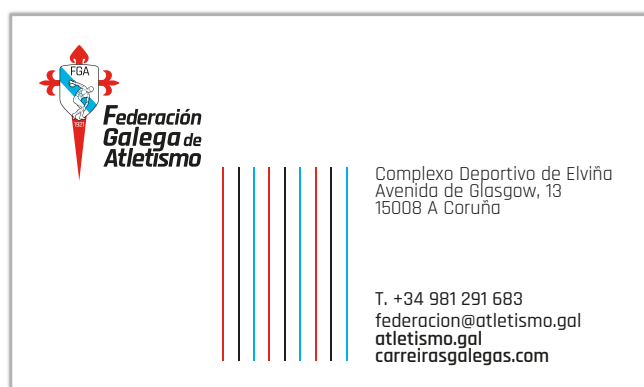 FGA
1921
Federación
Galega de
Atletismo
Complexo Deportivo de Elviña
Avenida de Glasgow, 13
15008 A Coruña
T. +34 981 291 683
federacion@atletismo.gal
atletismo.gal
carreirasgalegas.com